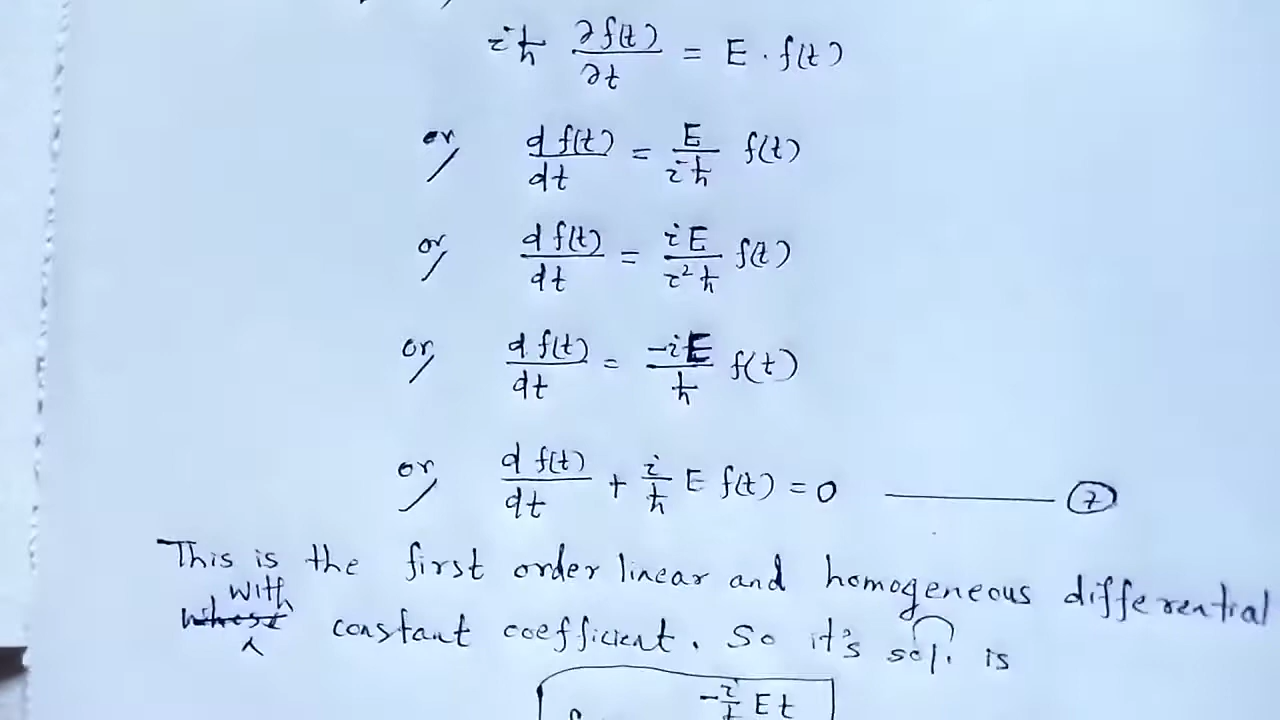 iħ ∂f(t)/∂t = E · f(t)
or, d f(t)/dt = E/iħ f(t)
or, d f(t)/dt = iE/i²ħ f(t)
or, d f(t)/dt = -iE/ħ f(t)
or, d f(t)/dt + i/ħ E f(t) = 0 ——— ⑦
This is the first order linear and homogeneous differential
with constant coefficient. So it's sol. is
-i/ħ Et